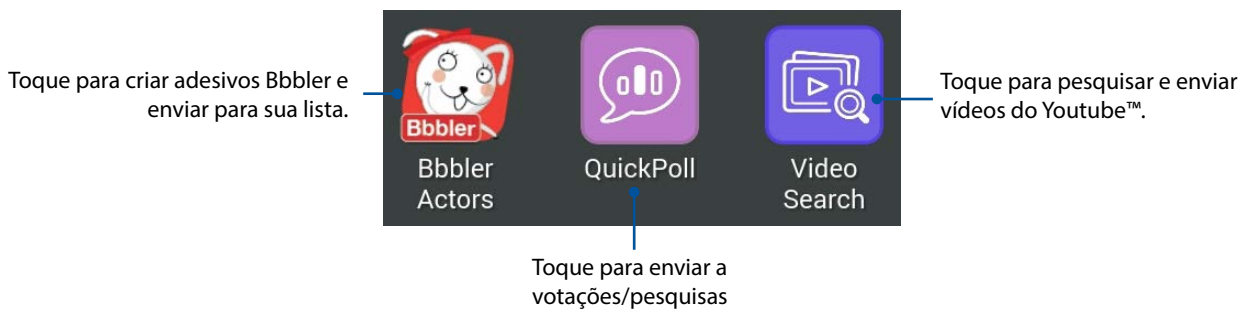 Toque para criar adesivos Bbbler e
enviar para sua lista.
Bbbler
Bbbler
Actors
QuickPoll
Video
Search
Toque para pesquisar e enviar
vídeos do Youtube™.
Toque para enviar a
votações/pesquisas